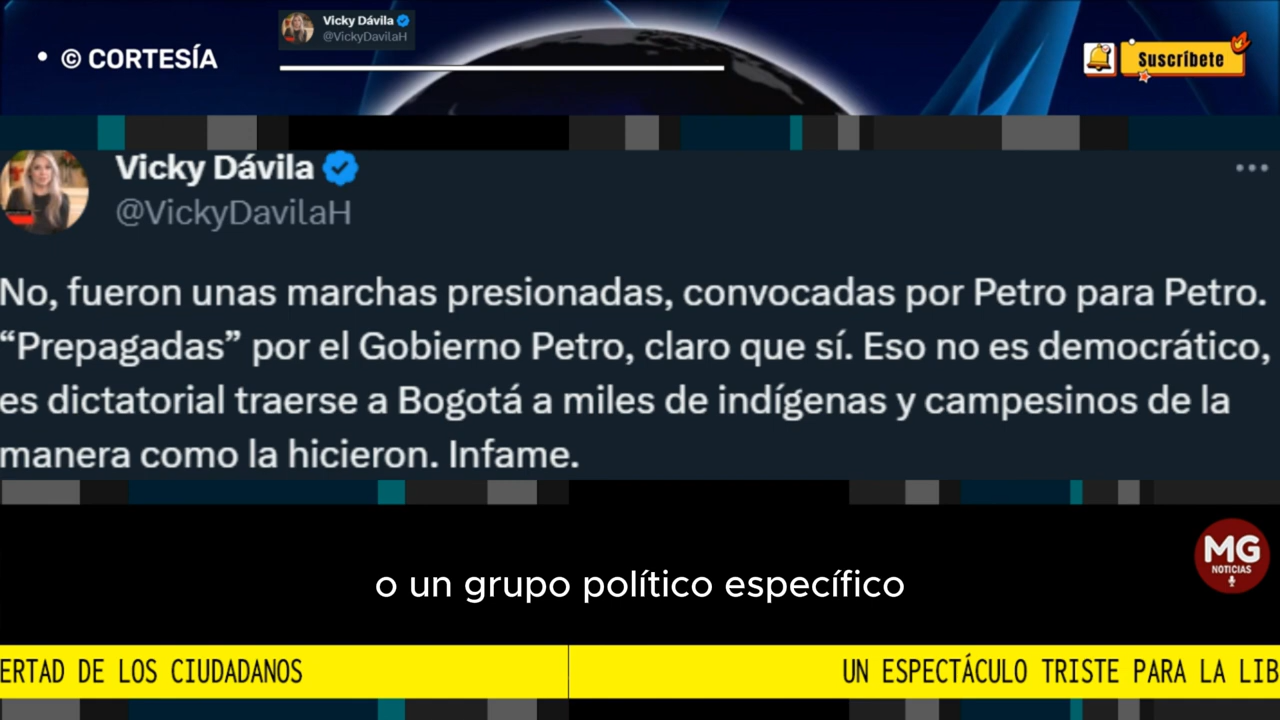 • © CORTESÍA
Vicky Dávila
@VickyDavilaH
Suscríbete
Vicky Dávila
@VickyDavilaH
No, fueron unas marchas presionadas, convocadas por Petro para Petro.
“Prepagadas” por el Gobierno Petro, claro que sí. Eso no es democrático,
es dictatorial traerse a Bogotá a miles de indígenas y campesinos de la
manera como la hicieron. Infame.
MG
NOTICIAS
o un grupo político específico
ERTAD DE LOS CIUDADANOS
UN ESPECTÁCULO TRISTE PARA LA LIB